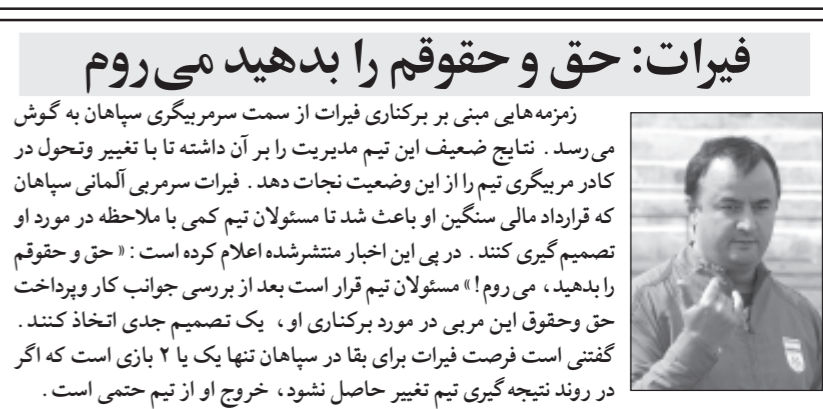 فیرات: حق و حقوقم را بدهید می‌روم
زمزمه‌هایی مبنی بر برکناری فیرات از سمت سرمربیگری سپاهان به گوش
می‌رسد . نتایج ضعیف این تیم مدیریت را بر آن داشته تا با تغییر وتحول در
کادر مربیگری تیم را از این وضعیت نجات دهد . فیرات سرمربی آلمانی سپاهان
که قرارداد مالی سنگین او باعث شد تا مسئولان تیم کمی با ملاحظه در مورد او
تصمیم‌گیری کنند . در پی این اخبار منتشرشده اعلام کرده است : « حق و حقوقم
را بدهید ، می‌روم ! » مسئولان تیم قرار است بعد از بررسی جوانب کار وپرداخت
حق وحقوق این مربی در مورد برکناری او ، یک تصمیم جدی اتخاذ کنند .
گفتنی است فرصت فیرات برای بقا در سپاهان تنها یک یا ۲ بازی است که اگر
در روند نتیجه‌گیری تیم تغییر حاصل نشود ، خروج او از تیم حتمی است .